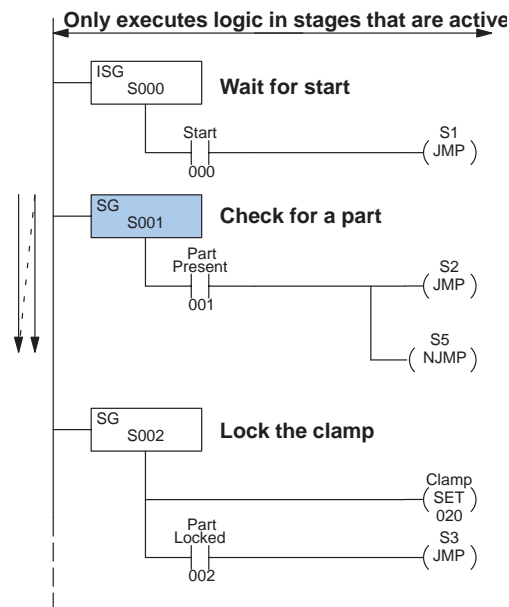 Only executes logic in stages that are active
ISG
S000
Wait for start
Start
000
S1
JMP
SG
S001
Check for a part
Part
Present
001
S2
JMP
S5
NJMP
SG
S002
Lock the clamp
Clamp
SET
020
Part
Locked
002
S3
JMP